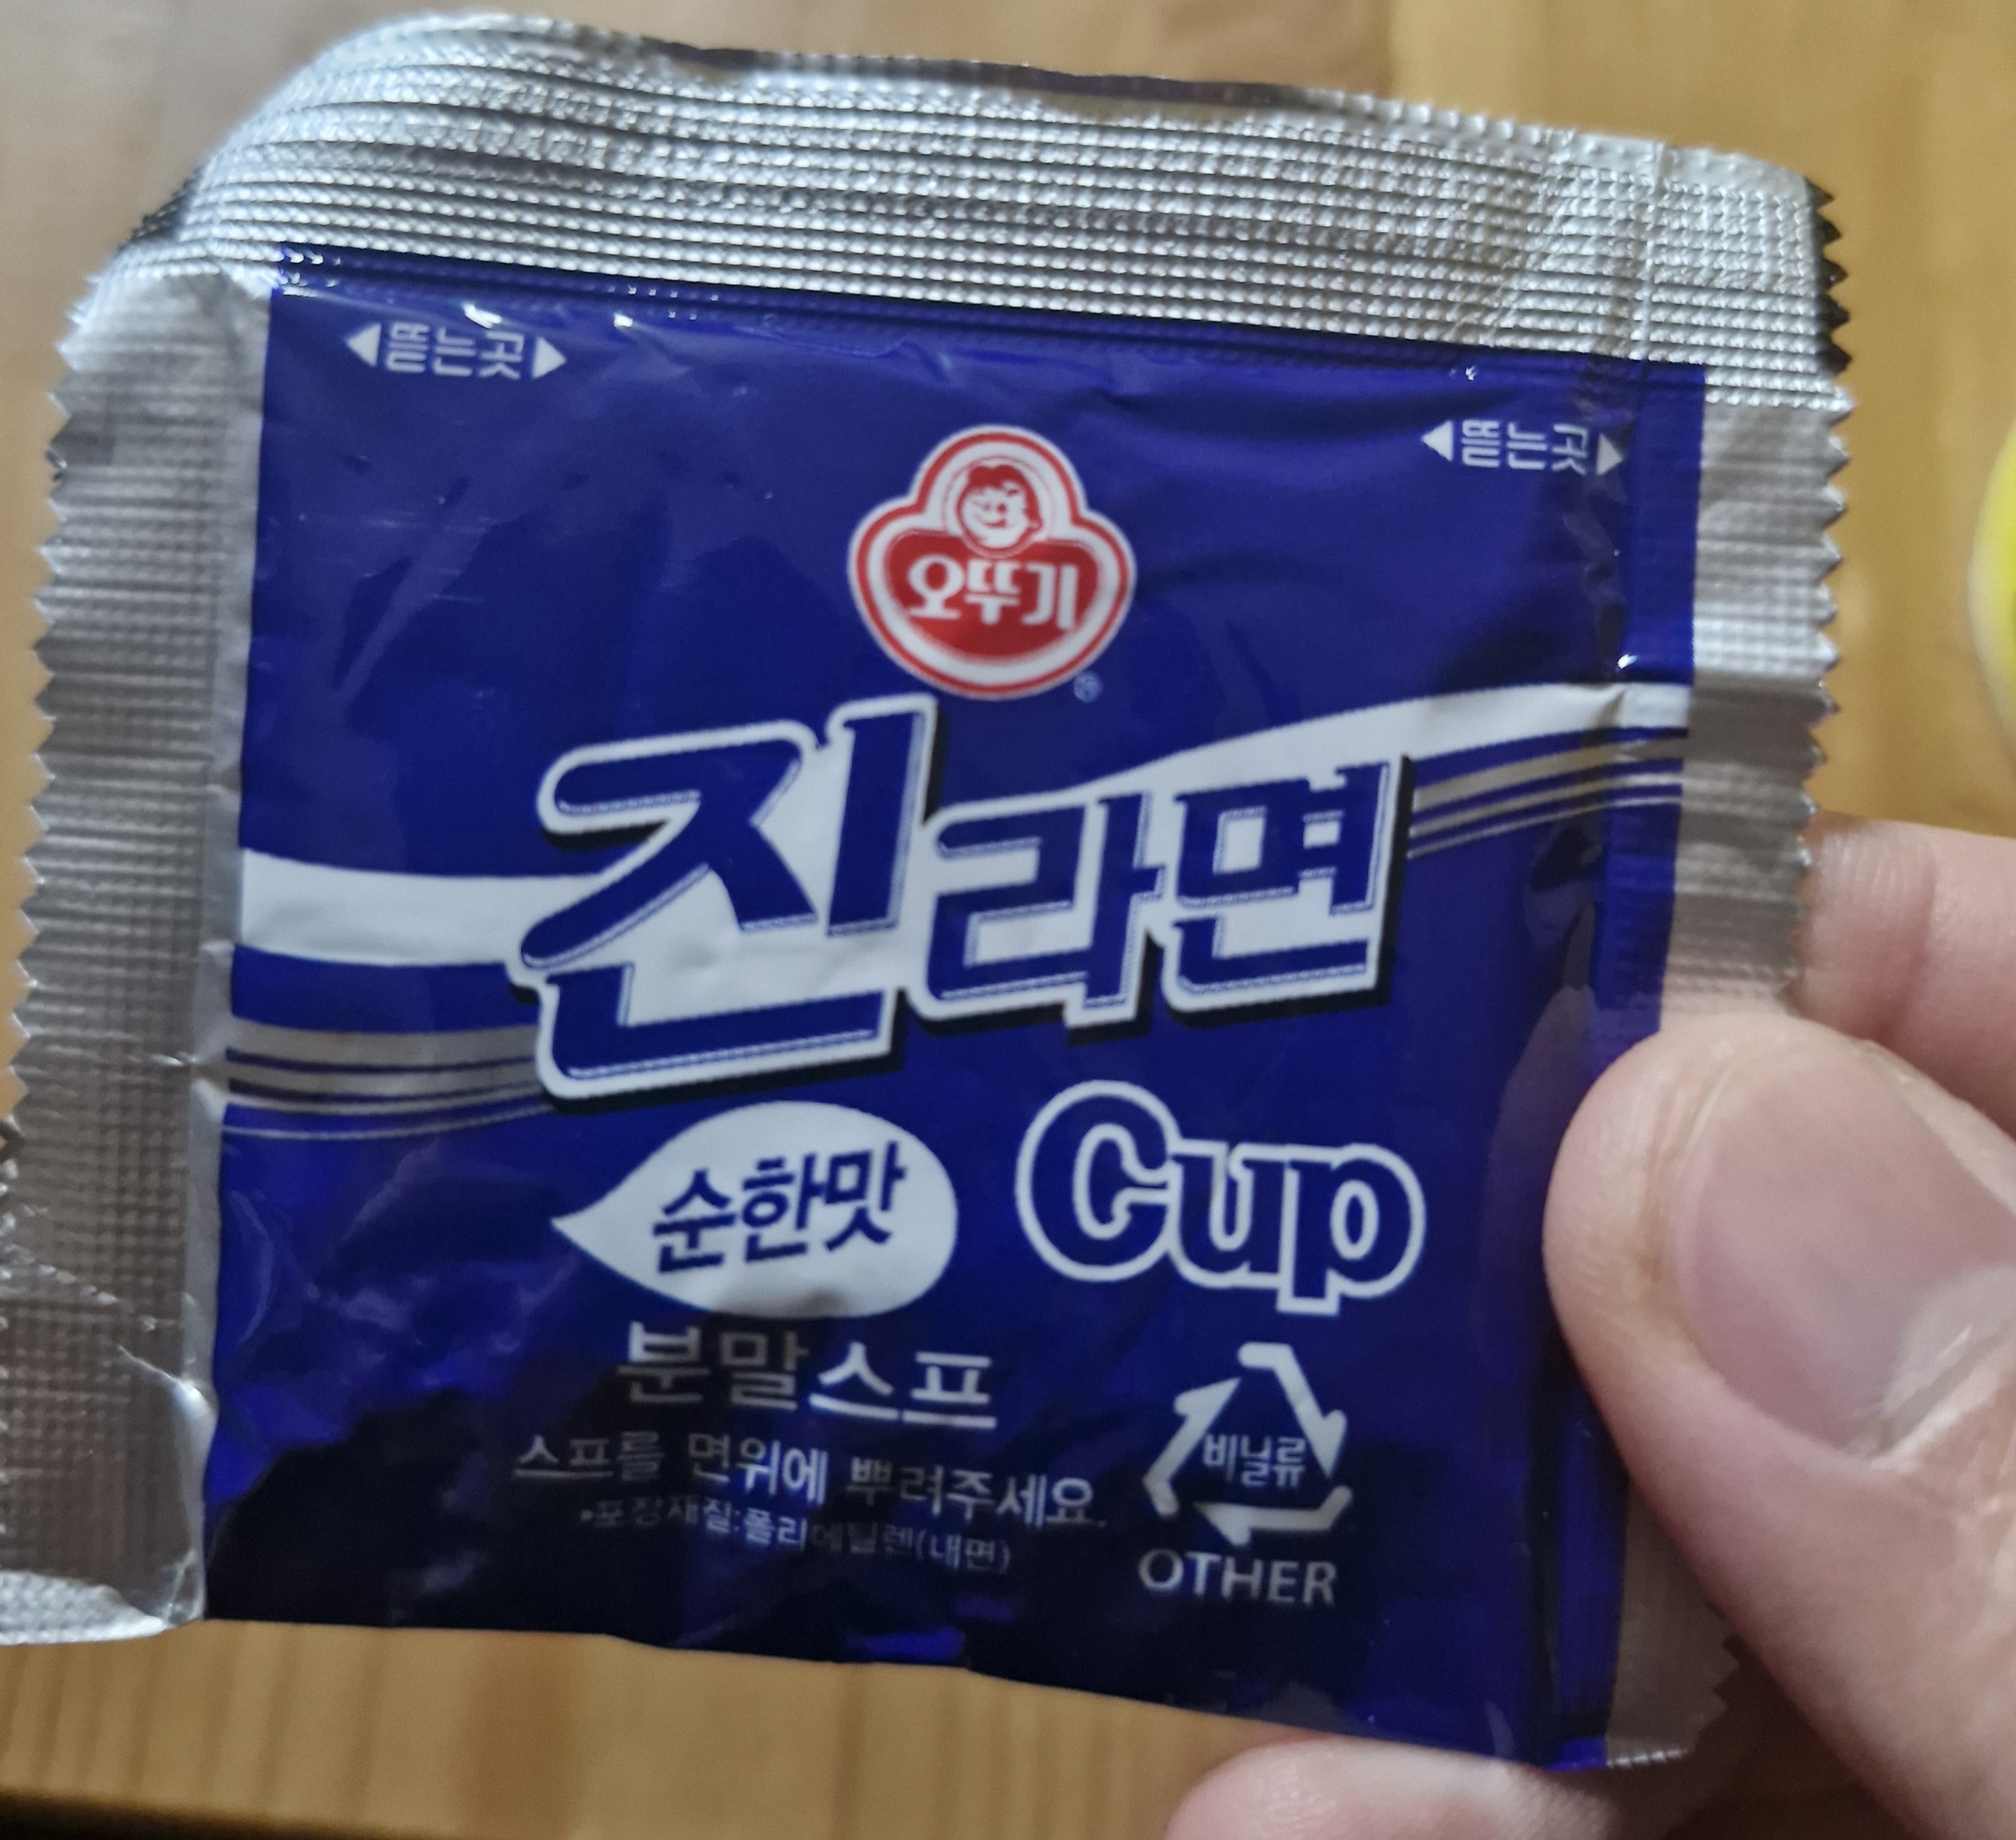 뜯는곳
뜯는곳
오뚜기
®
진라면
순한맛
Cup
분말스프
스프를 면위에 뿌려주세요.
•포장재질:폴리에틸렌(내면)
비닐류
OTHER